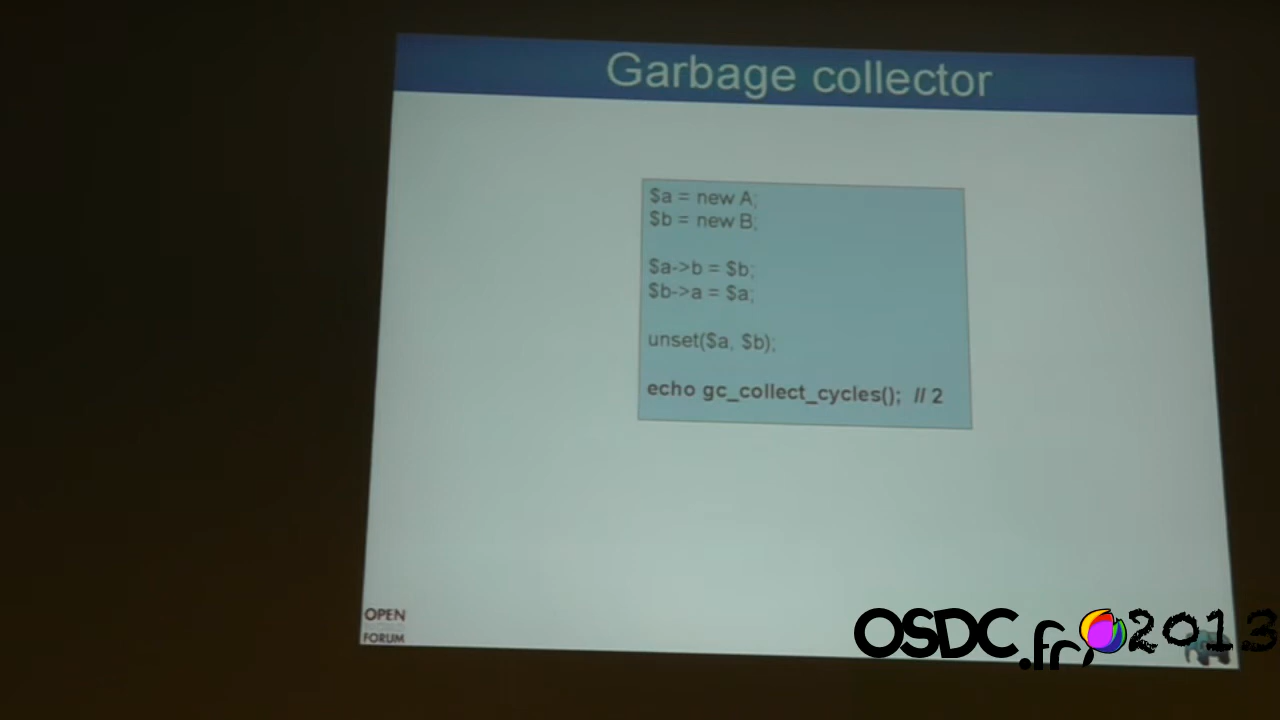 Garbage collector
$a = new A;
$b = new B;
$a->b = $b;
$b->a = $a;
unset($a, $b);
echo gc_collect_cycles(); // 2
OPEN
FORUM
OSDC.fr 2013